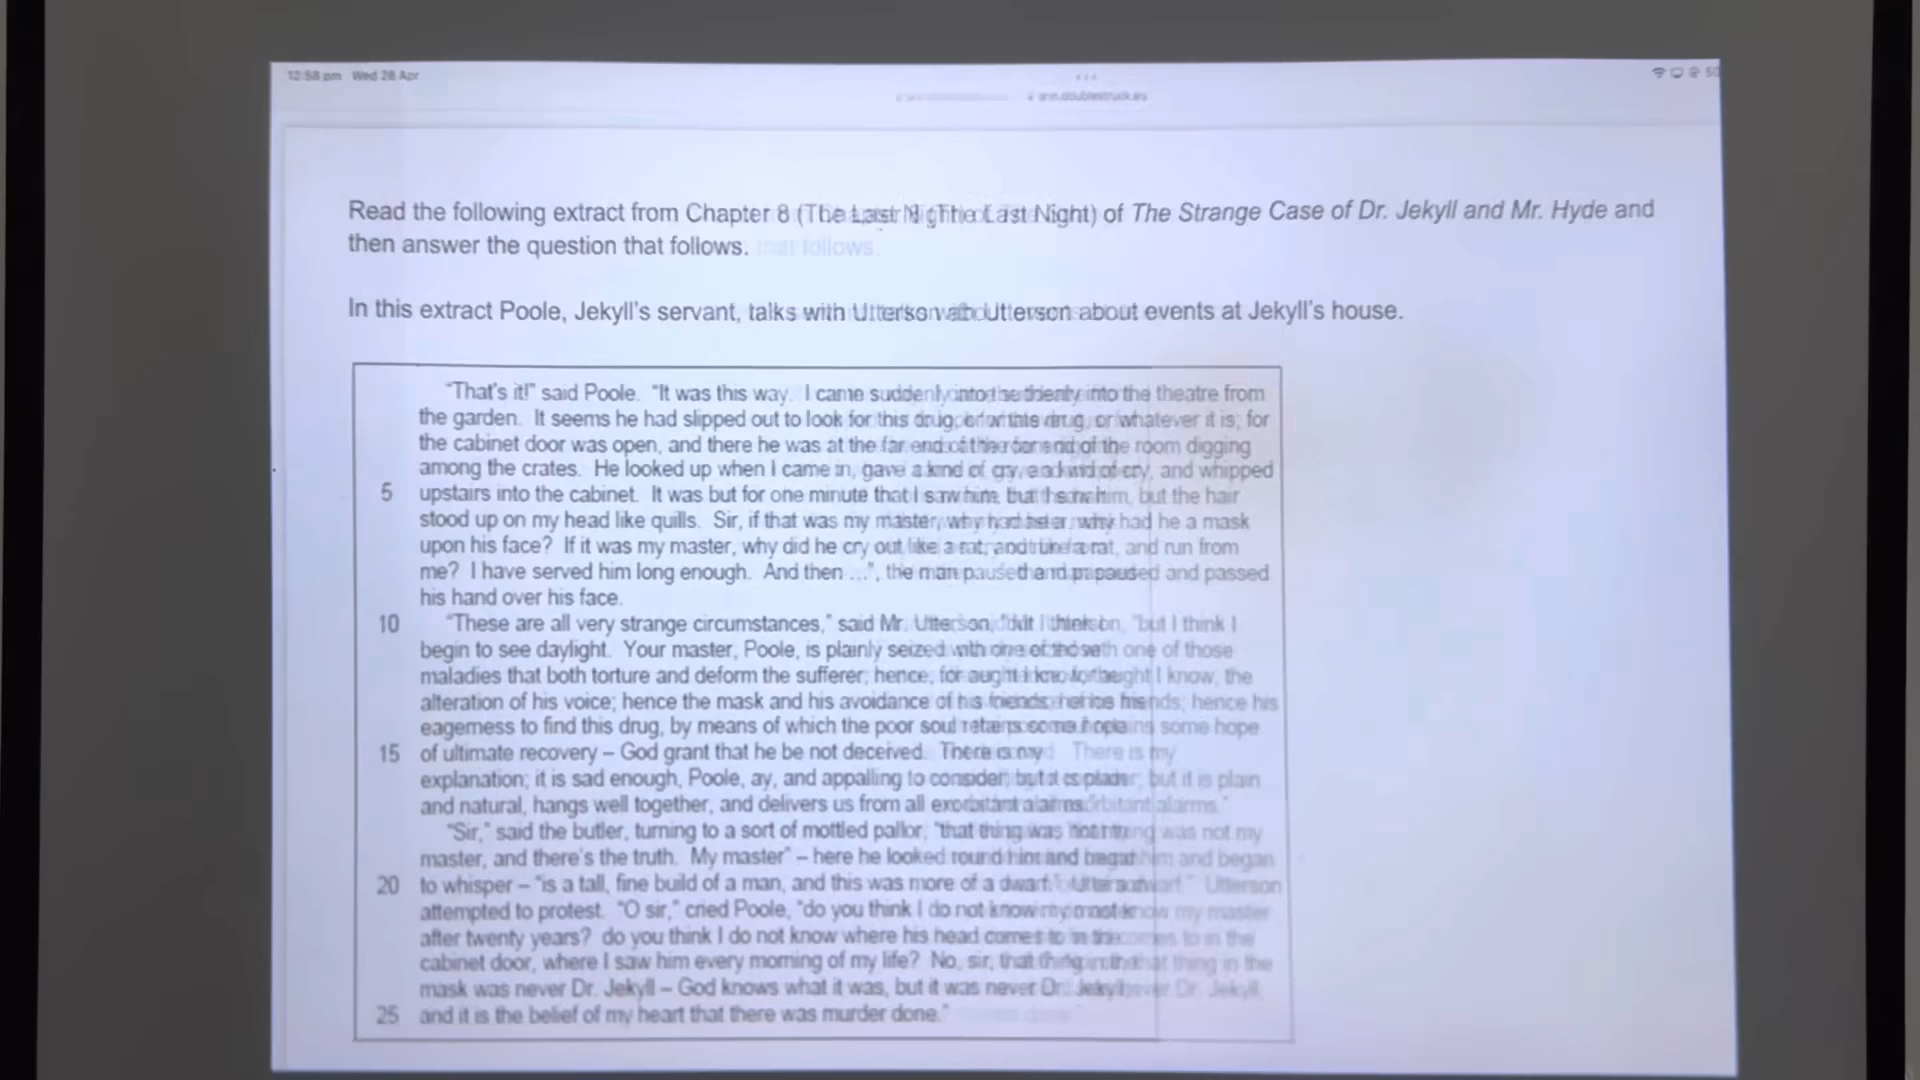 12:58 pm Wed 26 Apr
Read the following extract from Chapter 8 (The Last Night) of The Strange Case of Dr. Jekyll and Mr. Hyde and
then answer the question that follows.
In this extract Poole, Jekyll's servant, talks with Utterson about events at Jekyll's house.
"That's it!" said Poole. "It was this way. I came suddenly into the theatre from
the garden. It seems he had slipped out to look for this drug, or whatever it is; for
the cabinet door was open, and there he was at the far end of the room digging
among the crates. He looked up when I came in, gave a kind of cry, and whipped
5 upstairs into the cabinet. It was but for one minute that I saw him, but the hair
stood up on my head like quills. Sir, if that was my master, why had he a mask
upon his face? If it was my master, why did he cry out like a rat, and run from
me? I have served him long enough. And then ...", the man paused and passed
his hand over his face.
10 "These are all very strange circumstances," said Mr. Utterson, "but I think I
begin to see daylight. Your master, Poole, is plainly seized with one of those
maladies that both torture and deform the sufferer; hence, for aught I know, the
alteration of his voice; hence the mask and his avoidance of his friends; hence his
eagerness to find this drug, by means of which the poor soul retains some hope
15 of ultimate recovery – God grant that he be not deceived. There is my
explanation; it is sad enough, Poole, ay, and appalling to consider; but it is plain
and natural, hangs well together, and delivers us from all exorbitant alarms."
"Sir," said the butler, turning to a sort of mottled pallor, "that thing was not my
master, and there's the truth. My master" – here he looked round him and began
20 to whisper – "is a tall, fine build of a man, and this was more of a dwarf." Utterson
attempted to protest. "O sir," cried Poole, "do you think I do not know my master
after twenty years? do you think I do not know where his head comes to in the
cabinet door, where I saw him every morning of my life? No, sir, that thing in the
mask was never Dr. Jekyll – God knows what it was, but it was never Dr. Jekyll;
25 and it is the belief of my heart that there was murder done."